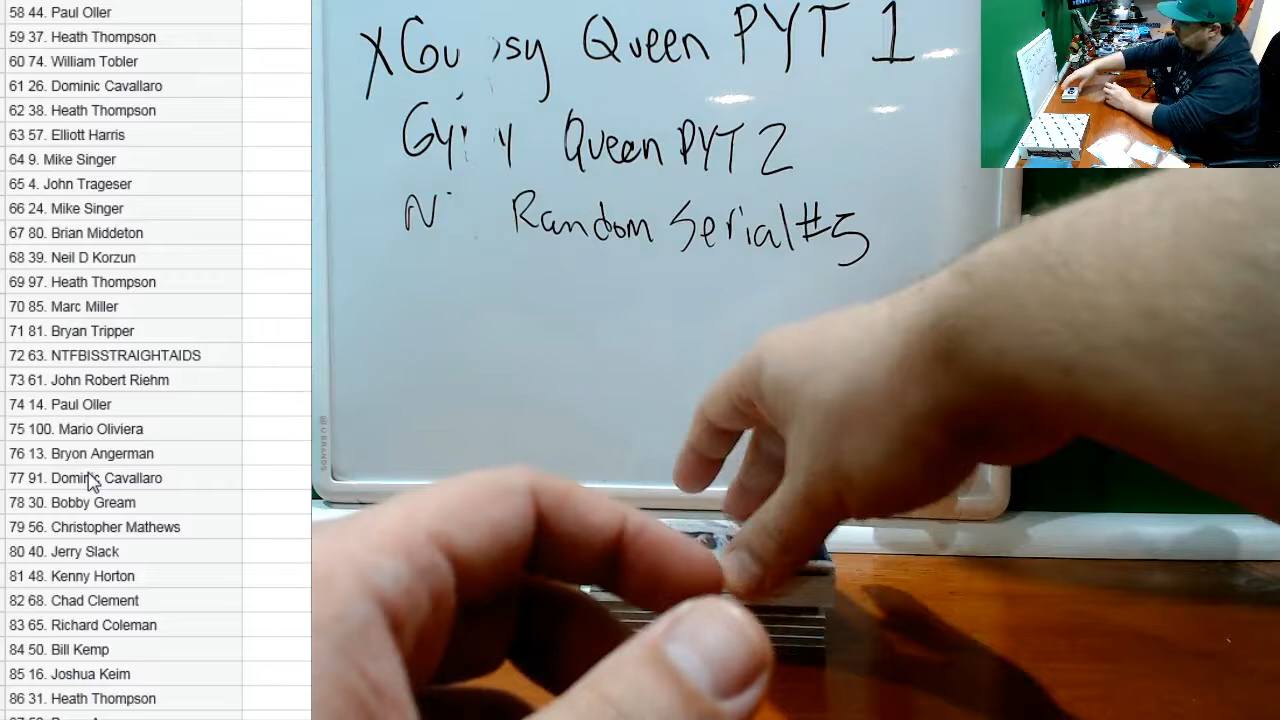 58 44. Paul Oller
59 37. Heath Thompson
60 74. William Tobler
61 26. Dominic Cavallaro
62 38. Heath Thompson
63 57. Elliott Harris
64 9. Mike Singer
65 4. John Trageser
66 24. Mike Singer
67 80. Brian Middeton
68 39. Neil D Korzun
69 97. Heath Thompson
70 85. Marc Miller
71 81. Bryan Tripper
72 63. NTFBISSTRAIGHTAIDS
73 61. John Robert Riehm
74 14. Paul Oller
75 100. Mario Oliviera
76 13. Bryon Angerman
77 91. Dominic Cavallaro
78 30. Bobby Gream
79 56. Christopher Mathews
80 40. Jerry Slack
81 48. Kenny Horton
82 68. Chad Clement
83 65. Richard Coleman
84 50. Bill Kemp
85 16. Joshua Keim
86 31. Heath Thompson
X Queen PYT 1
Queen PYT 2
Random Serial #5